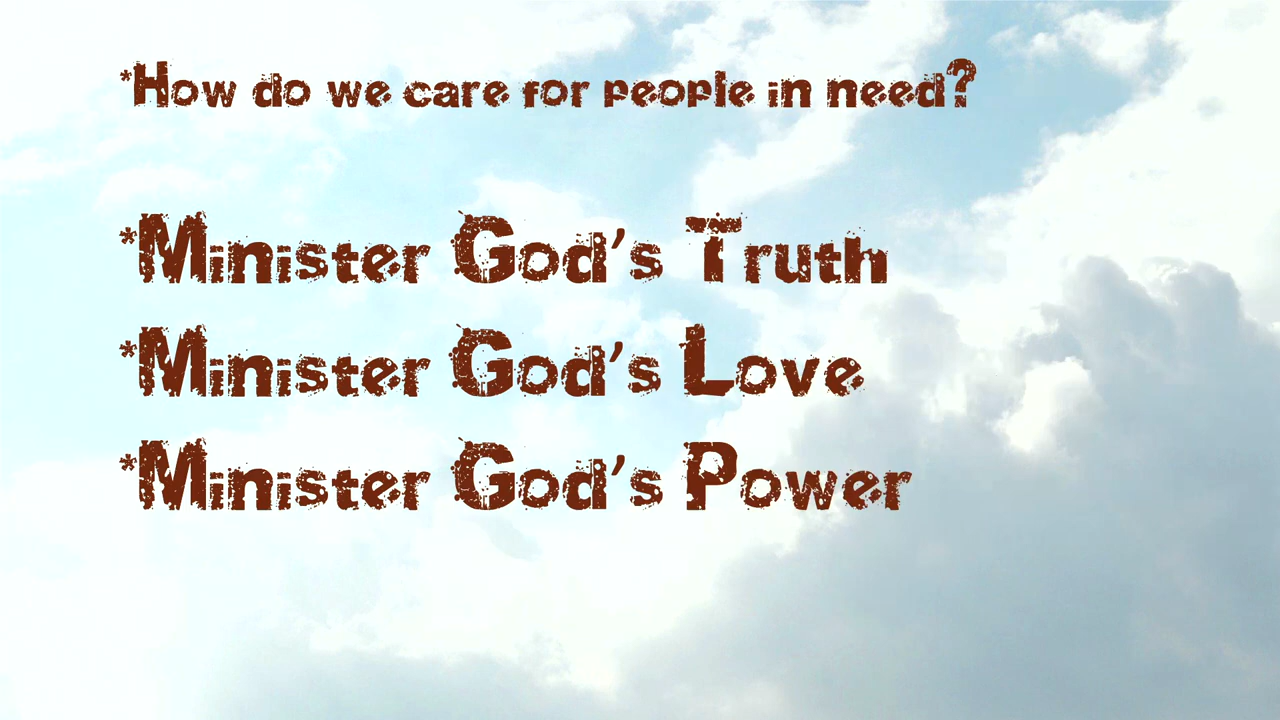 *How do we care for people in need?
*Minister God's Truth
*Minister God's Love
*Minister God's Power